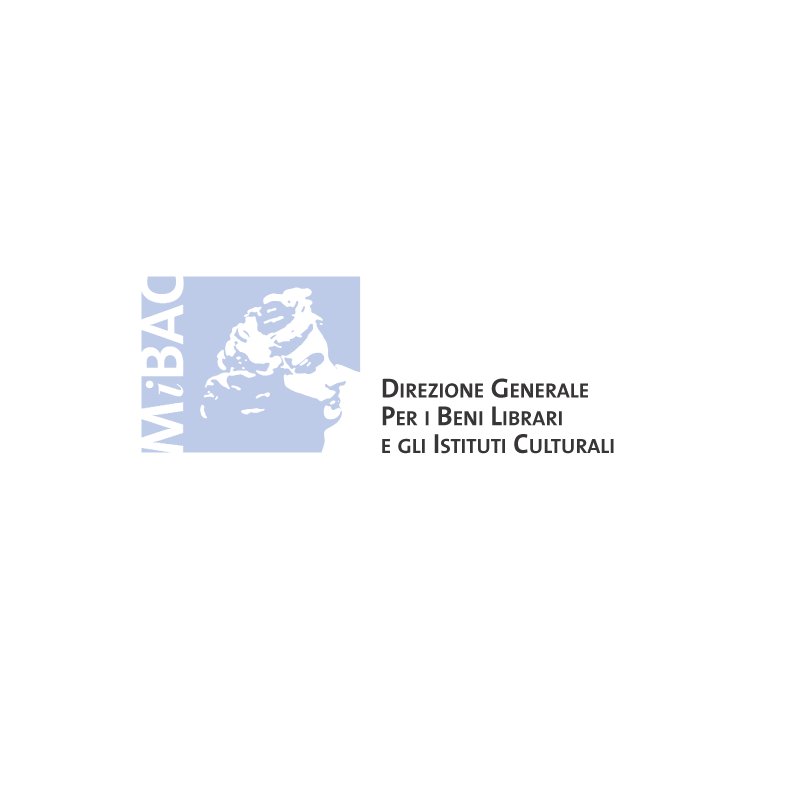 MiBAC
Direzione Generale
Per i Beni Librari
e gli Istituti Culturali